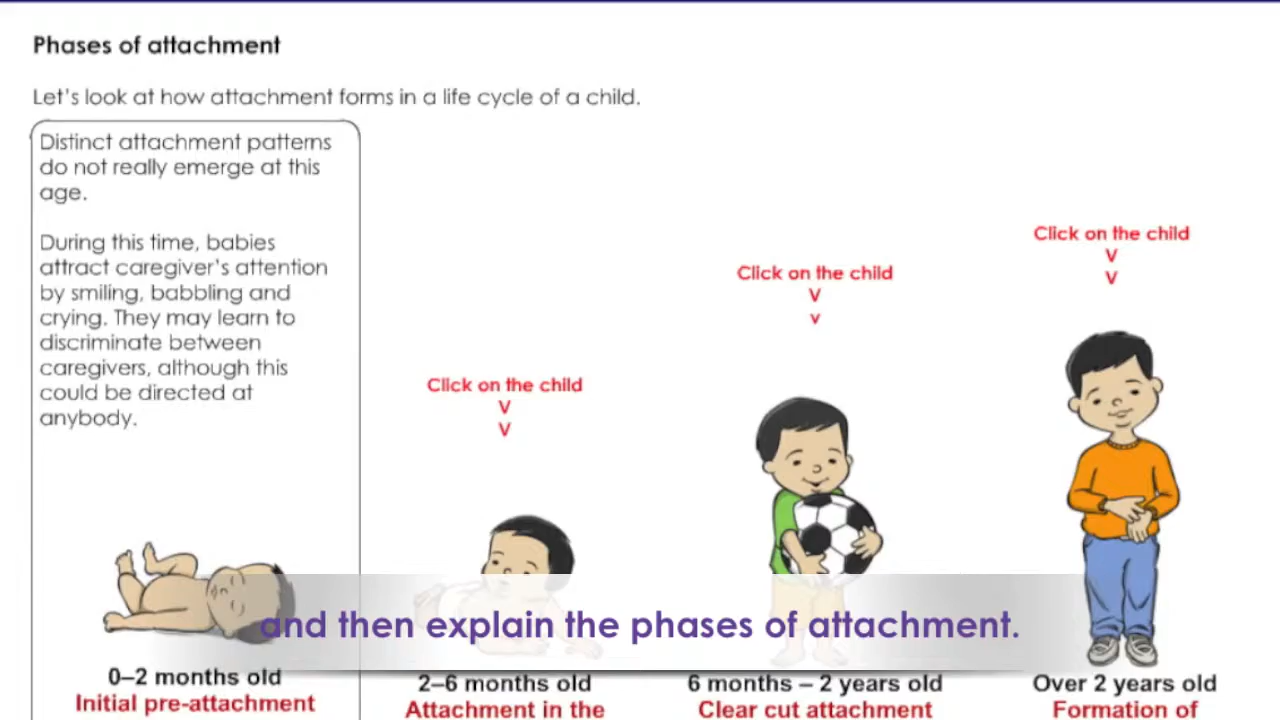 Phases of attachment
Let's look at how attachment forms in a life cycle of a child.
Distinct attachment patterns
do not really emerge at this
age.
During this time, babies
attract caregiver's attention
by smiling, babbling and
crying. They may learn to
discriminate between
caregivers, although this
could be directed at
anybody.
Click on the child
V
V
Click on the child
V
v
Click on the child
V
V
and then explain the phases of attachment.
0–2 months old
Initial pre-attachment
2–6 months old
Attachment in the
6 months – 2 years old
Clear cut attachment
Over 2 years old
Formation of